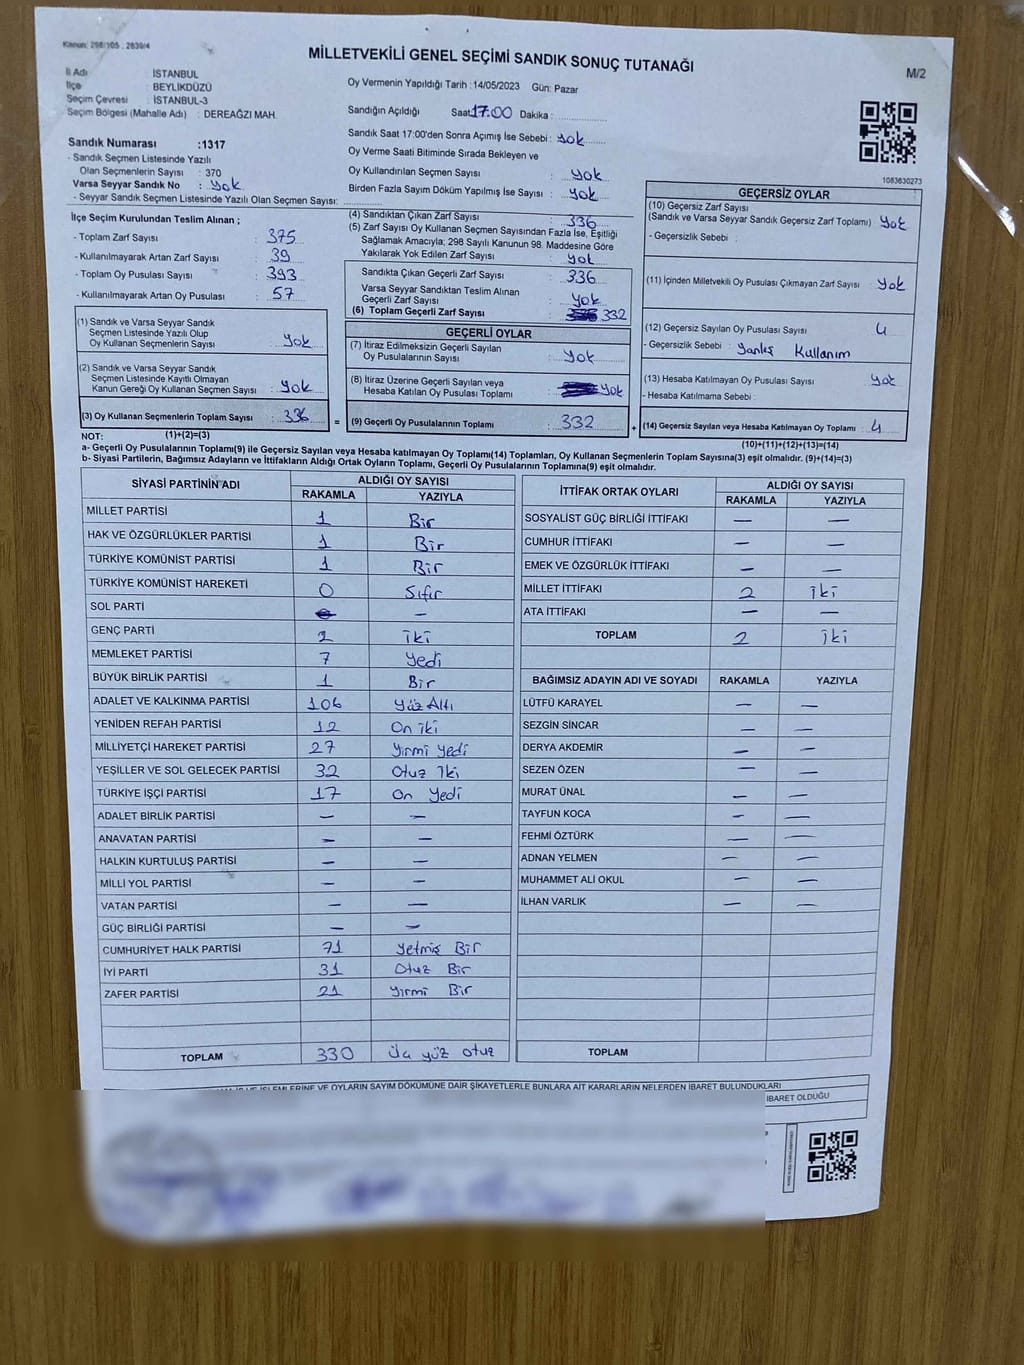 Kanun: 298/105 , 2839/4
MİLLETVEKİLİ GENEL SEÇİMİ SANDIK SONUÇ TUTANAĞI
M/2
İl Adı : İSTANBUL
İlçe : BEYLİKDÜZÜ
Seçim Çevresi : İSTANBUL-3
Seçim Bölgesi (Mahalle Adı) : DEREAĞZI MAH.
Oy Vermenin Yapıldığı Tarih : 14/05/2023 Gün: Pazar
Sandığın Açıldığı Saat 17:00 Dakika :
Sandık Saat 17:00'den Sonra Açımış İse Sebebi : Yok
Oy Verme Saati Bitiminde Sırada Bekleyen ve
Oy Kullandırılan Seçmen Sayısı : Yok
Birden Fazla Sayım Döküm Yapılmış İse Sayısı : Yok
1083630273
Sandık Numarası :1317
- Sandık Seçmen Listesinde Yazılı
Olan Seçmenlerin Sayısı : 370
Varsa Seyyar Sandık No : Yok
- Seyyar Sandık Seçmen Listesinde Yazılı Olan Seçmen Sayısı:
İlçe Seçim Kurulundan Teslim Alınan ;
- Toplam Zarf Sayısı : 375
- Kullanılmayarak Artan Zarf Sayısı : 39
- Toplam Oy Pusulası Sayısı : 393
- Kullanılmayarak Artan Oy Pusulası : 57
(1) Sandık ve Varsa Seyyar Sandık
Seçmen Listesinde Yazılı Olup
Oy Kullanan Seçmenlerin Sayısı : Yok
(2) Sandık ve Varsa Seyyar Sandık
Seçmen Listesinde Kayıtlı Olmayan
Kanun Gereği Oy Kullanan Seçmen Sayısı : Yok
(3) Oy Kullanan Seçmenlerin Toplam Sayısı : 336 =
(1)+(2)=(3)
(4) Sandıktan Çıkan Zarf Sayısı : 336
(5) Zarf Sayısı Oy Kullanan Seçmen Sayısından Fazla İse, Eşitliği
Sağlamak Amacıyla; 298 Sayılı Kanunun 98. Maddesine Göre
Yakılarak Yok Edilen Zarf Sayısı : Yok
Sandıkta Çıkan Geçerli Zarf Sayısı : 336
Varsa Seyyar Sandıktan Teslim Alınan
Geçerli Zarf Sayısı : Yok
(6) Toplam Geçerli Zarf Sayısı : 332
GEÇERLİ OYLAR
(7) İtiraz Edilmeksizin Geçerli Sayılan
Oy Pusulalarının Sayısı : Yok
(8) İtiraz Üzerine Geçerli Sayılan veya
Hesaba Katılan Oy Pusulası Toplamı : Yok
(9) Geçerli Oy Pusulalarının Toplamı : 332 +
GEÇERSİZ OYLAR
(10) Geçersiz Zarf Sayısı
(Sandık ve Varsa Seyyar Sandık Geçersiz Zarf Toplamı) : Yok
- Geçersizlik Sebebi :
(11) İçinden Milletvekili Oy Pusulası Çıkmayan Zarf Sayısı : Yok
(12) Geçersiz Sayılan Oy Pusulası Sayısı : 4
- Geçersizlik Sebebi : Yanlış Kullanım
(13) Hesaba Katılmayan Oy Pusulası Sayısı : Yok
- Hesaba Katılmama Sebebi :
(14) Geçersiz Sayılan veya Hesaba Katılmayan Oy Toplamı : 4
(10)+(11)+(12)+(13)=(14)
NOT:
a- Geçerli Oy Pusulalarının Toplamı(9) ile Geçersiz Sayılan veya Hesaba katılmayan Oy Toplamı(14) Toplamları, Oy Kullanan Seçmenlerin Toplam Sayısına(3) eşit olmalıdır. (9)+(14)=(3)
b- Siyasi Partilerin, Bağımsız Adayların ve İttifakların Aldığı Ortak Oyların Toplamı, Geçerli Oy Pusulalarının Toplamına(9) eşit olmalıdır.
SİYASİ PARTİNİN ADI ALDIĞI OY SAYISI
RAKAMLA YAZIYLA
MİLLET PARTİSİ 1 Bir
HAK VE ÖZGÜRLÜKLER PARTİSİ 1 Bir
TÜRKİYE KOMÜNİST PARTİSİ 1 Bir
TÜRKİYE KOMÜNİST HAREKETİ 0 Sıfır
SOL PARTİ —
GENÇ PARTİ 2 iki
MEMLEKET PARTİSİ 7 Yedi
BÜYÜK BİRLİK PARTİSİ 1 Bir
ADALET VE KALKINMA PARTİSİ 106 Yüz Altı
YENİDEN REFAH PARTİSİ 12 On iki
MİLLİYETÇİ HAREKET PARTİSİ 27 Yirmi Yedi
YEŞİLLER VE SOL GELECEK PARTİSİ 32 Otuz İki
TÜRKİYE İŞÇİ PARTİSİ 17 On Yedi
ADALET BİRLİK PARTİSİ — —
ANAVATAN PARTİSİ — —
HALKIN KURTULUŞ PARTİSİ — —
MİLLİ YOL PARTİSİ — —
VATAN PARTİSİ — —
GÜÇ BİRLİĞİ PARTİSİ — —
CUMHURİYET HALK PARTİSİ 71 Yetmiş Bir
İYİ PARTİ 31 Otuz Bir
ZAFER PARTİSİ 21 Yirmi Bir
TOPLAM 330 Üç yüz otuz
İTTİFAK ORTAK OYLARI ALDIĞI OY SAYISI
RAKAMLA YAZIYLA
SOSYALİST GÜÇ BİRLİĞİ İTTİFAKI — —
CUMHUR İTTİFAKI — —
EMEK VE ÖZGÜRLÜK İTTİFAKI — —
MİLLET İTTİFAKI 2 İki
ATA İTTİFAKI — —
TOPLAM 2 İki
BAĞIMSIZ ADAYIN ADI VE SOYADI RAKAMLA YAZIYLA
LÜTFÜ KARAYEL — —
SEZGİN SİNCAR — —
DERYA AKDEMİR — —
SEZEN ÖZEN — —
MURAT ÜNAL — —
TAYFUN KOCA — —
FEHMİ ÖZTÜRK — —
ADNAN YELMEN — —
MUHAMMET ALİ OKUL — —
İLHAN VARLIK — —
TOPLAM
İŞLEMLERİNE VE OYLARIN SAYIM DÖKÜMÜNE DAİR ŞİKAYETLERLE BUNLARA AİT KARARLARIN NELERDEN İBARET BULUNDUKLARI
İBARET OLDUĞU